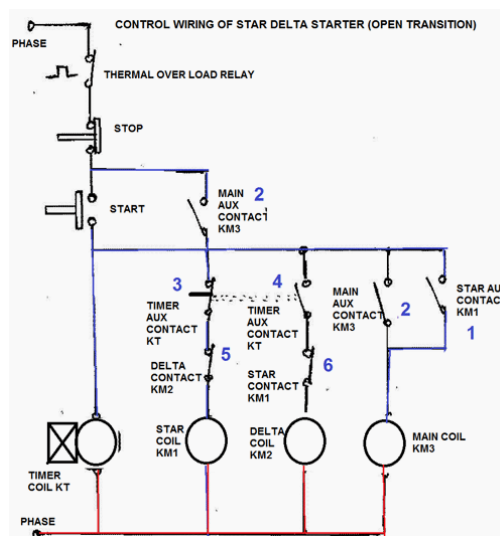 CONTROL WIRING OF STAR DELTA STARTER (OPEN TRANSITION)
PHASE
THERMAL OVER LOAD RELAY
STOP
START
MAIN
AUX
CONTACT
KM3
2
3
TIMER
AUX
CONTACT
KT
4
TIMER
AUX
CONTACT
KT
MAIN
AUX
CONTACT
KM3
2
STAR AU
CONTACT
KM1
1
5
DELTA
CONTACT
KM2
6
STAR
CONTACT
KM1
TIMER
COIL KT
STAR
COIL
KM1
DELTA
COIL
KM2
MAIN COIL
KM3
PHASE